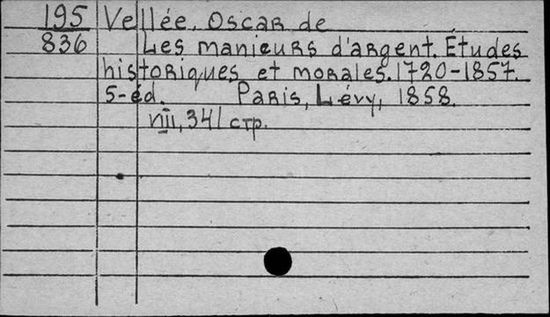 195 Vellée, Oscar de
836 Les manieurs d'argent. Études
historiques et morales. 1720-1857.
5-éd. Paris, Lévy, 1858.
VIII, 341 стр.